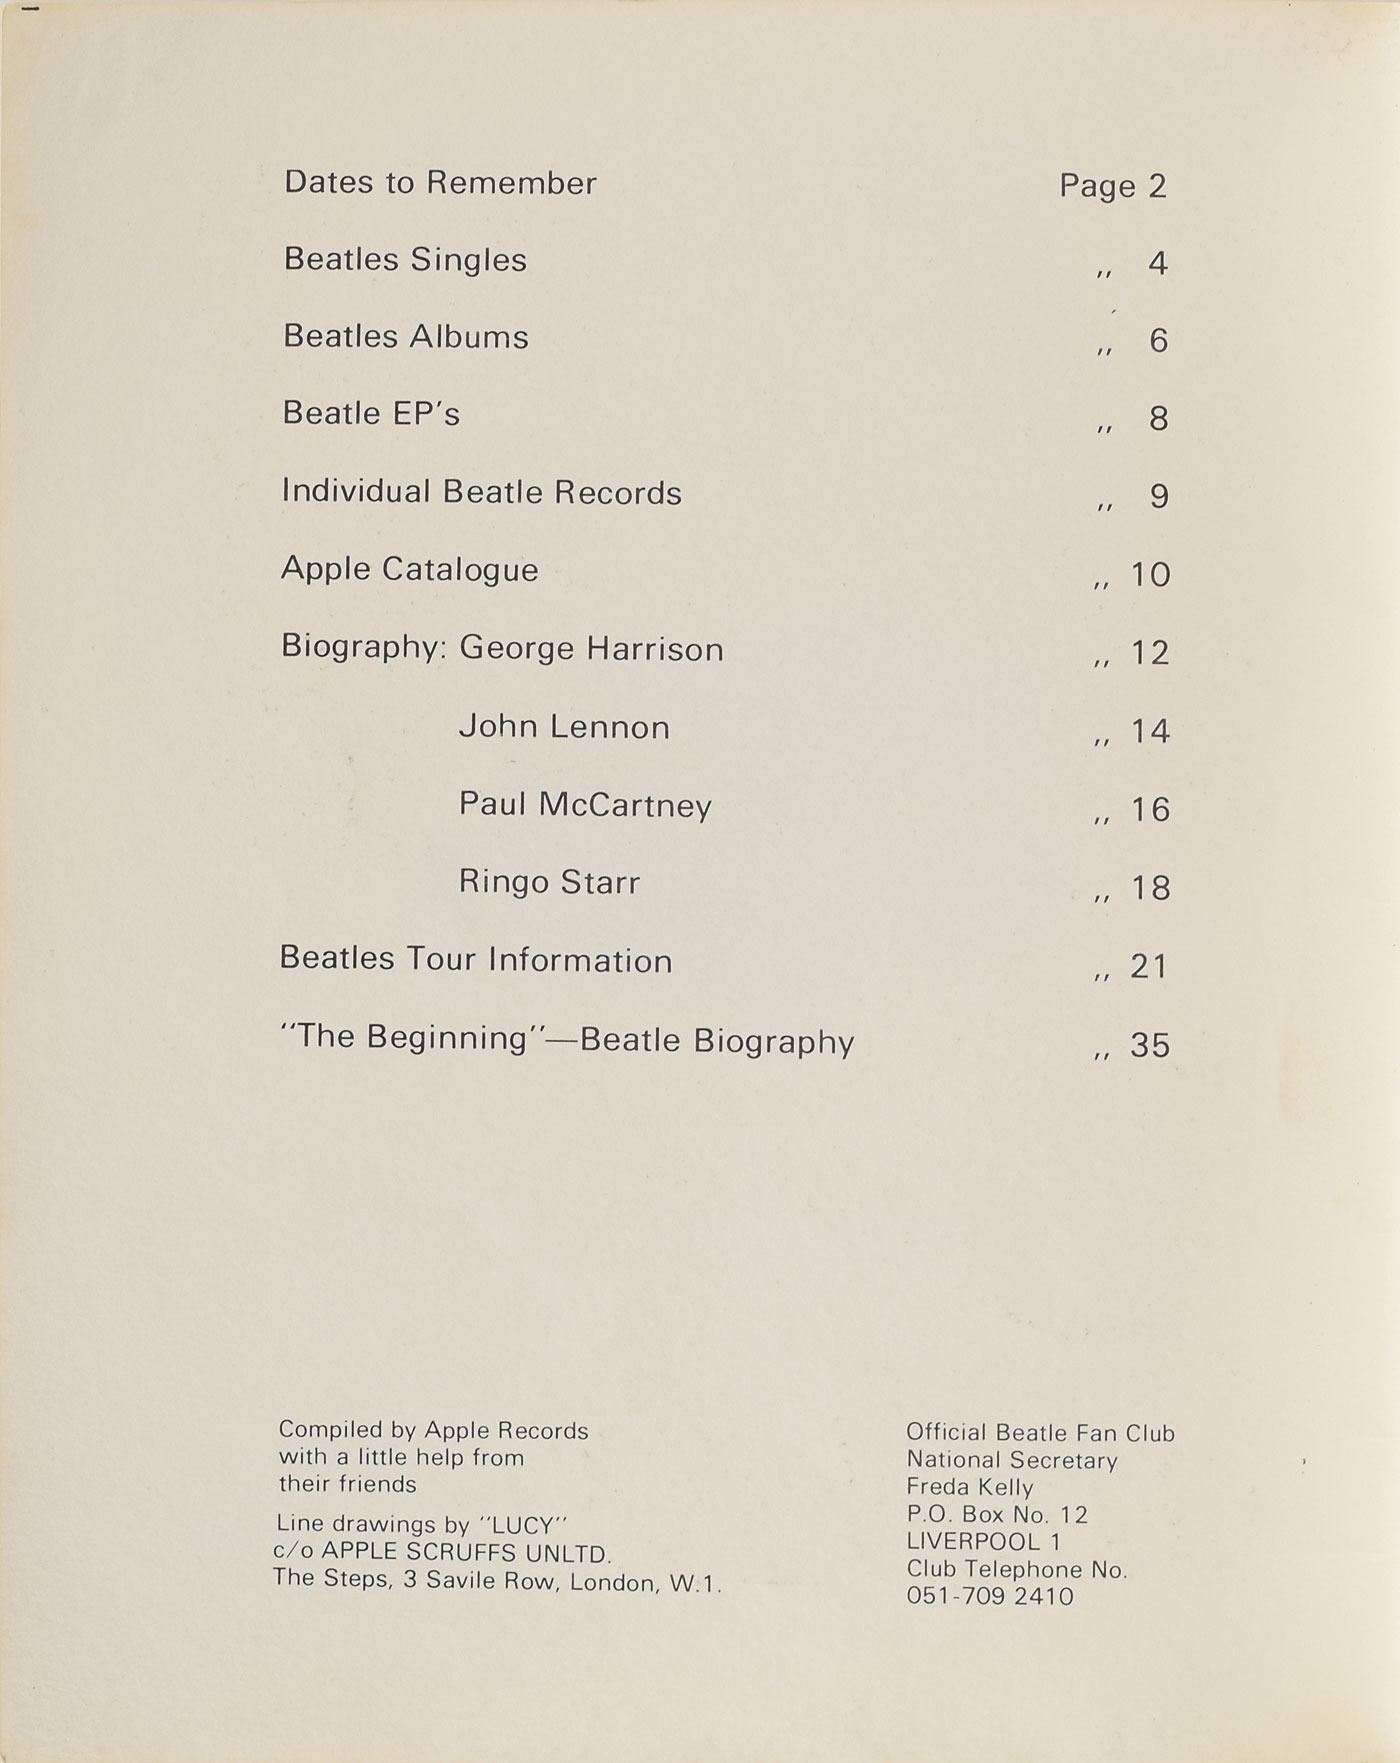 Dates to Remember Page 2
Beatles Singles ,, 4
Beatles Albums ,, 6
Beatle EP's ,, 8
Individual Beatle Records ,, 9
Apple Catalogue ,, 10
Biography: George Harrison ,, 12
John Lennon ,, 14
Paul McCartney ,, 16
Ringo Starr ,, 18
Beatles Tour Information ,, 21
"The Beginning"—Beatle Biography ,, 35
Compiled by Apple Records
with a little help from
their friends
Line drawings by "LUCY"
c/o APPLE SCRUFFS UNLTD.
The Steps, 3 Savile Row, London, W.1.
Official Beatle Fan Club
National Secretary
Freda Kelly
P.O. Box No. 12
LIVERPOOL 1
Club Telephone No.
051-709 2410